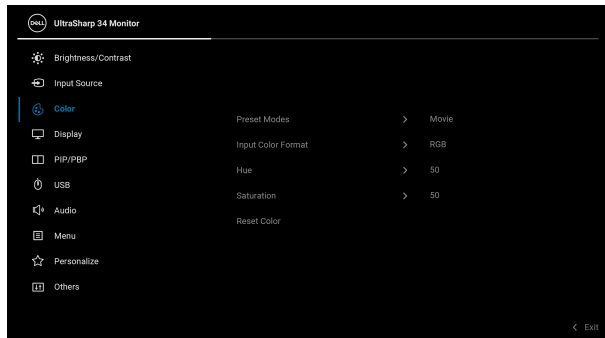 DELL UltraSharp 34 Monitor
Brightness/Contrast
Input Source
Color
Display
PIP/PBP
USB
Audio
Menu
Personalize
Others
Preset Modes > Movie
Input Color Format > RGB
Hue > 50
Saturation > 50
Reset Color
< Exit